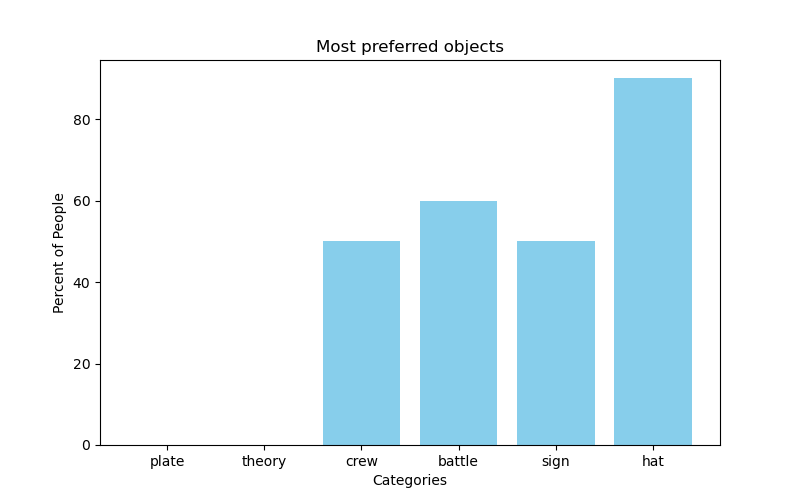 Most preferred objects
80
60
40
20
0
Percent of People
plate theory crew battle sign hat
Categories